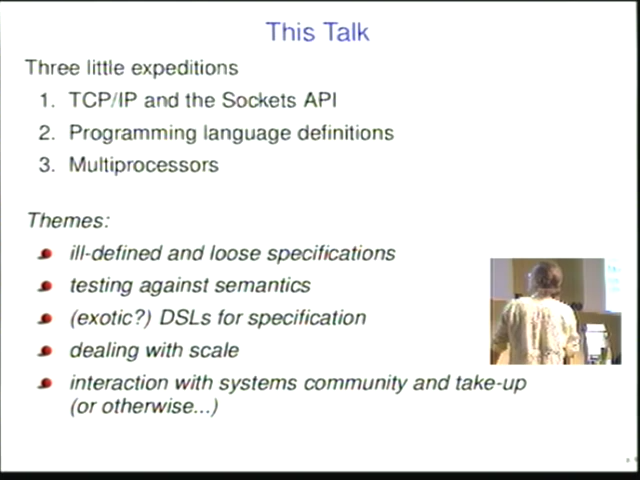 This Talk
Three little expeditions
1. TCP/IP and the Sockets API
2. Programming language definitions
3. Multiprocessors
Themes:
ill-defined and loose specifications
testing against semantics
(exotic?) DSLs for specification
dealing with scale
interaction with systems community and take-up
(or otherwise...)